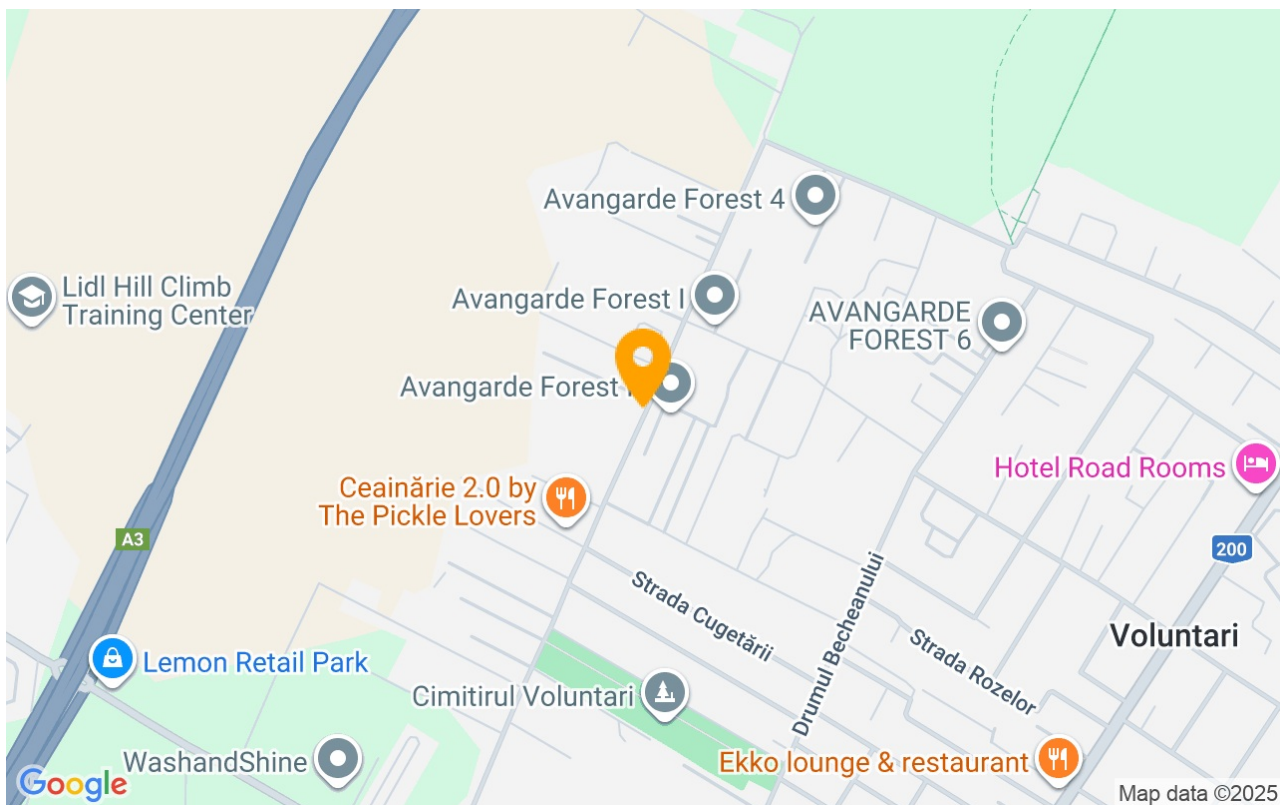 Avangarde Forest 4
Lidl Hill Climb
Training Center
Avangarde Forest I
AVANGARDE
FOREST 6
Avangarde Forest
Hotel Road Rooms
Ceainărie 2.0 by
The Pickle Lovers
A3
200
Strada Cugetării
Drumul Becheanului
Strada Rozelor
Voluntari
Lemon Retail Park
Cimitirul Voluntari
WashandShine
Ekko lounge & restaurant
Google
Map data ©2025